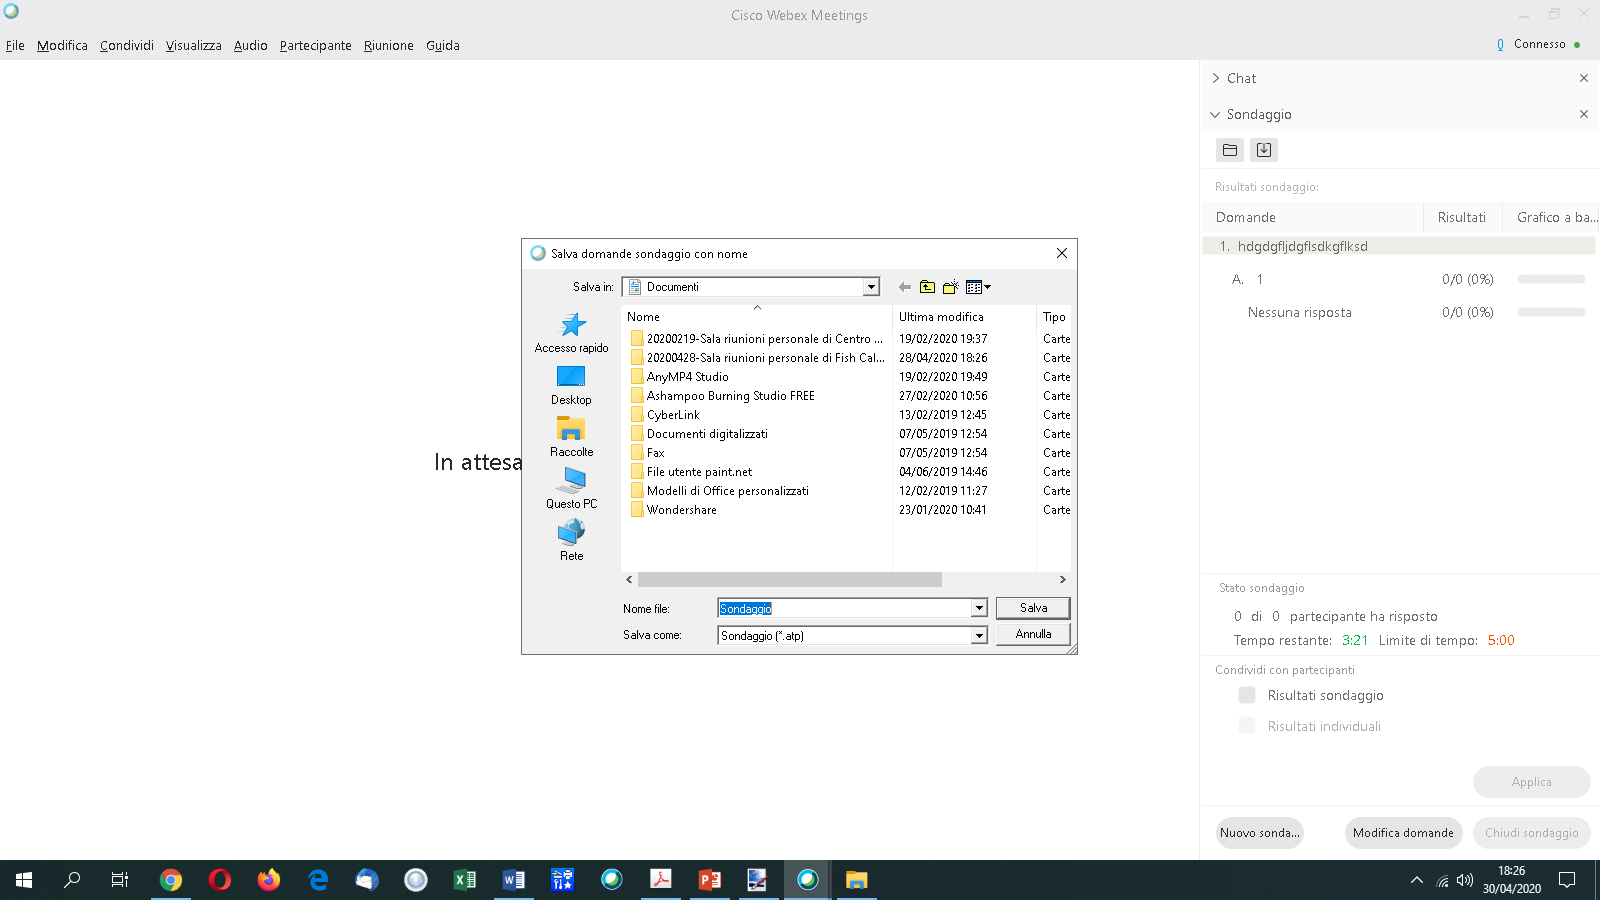 Cisco Webex Meetings
File Modifica Condividi Visualizza Audio Partecipante Riunione Guida
Connesso
Chat
Sondaggio
Risultati sondaggio:
Domande Risultati Grafico a ba...
1. hdgdgfljdgflsdkgflksd
A. 1 0/0 (0%)
Nessuna risposta 0/0 (0%)
In attesa
Salva domande sondaggio con nome
Salva in: Documenti
Accesso rapido
Desktop
Raccolte
Questo PC
Rete
Nome Ultima modifica Tipo
20200219-Sala riunioni personale di Centro ... 19/02/2020 19:37 Carte
20200428-Sala riunioni personale di Fish Cal... 28/04/2020 18:26 Carte
AnyMP4 Studio 19/02/2020 19:49 Carte
Ashampoo Burning Studio FREE 27/02/2020 10:56 Carte
CyberLink 13/02/2019 12:45 Carte
Documenti digitalizzati 07/05/2019 12:54 Carte
Fax 07/05/2019 12:54 Carte
File utente paint.net 04/06/2019 14:46 Carte
Modelli di Office personalizzati 12/02/2019 11:27 Carte
Wondershare 23/01/2020 10:41 Carte
Nome file: Sondaggio Salva
Salva come: Sondaggio (*.atp) Annulla
Stato sondaggio
0 di 0 partecipante ha risposto
Tempo restante: 3:21 Limite di tempo: 5:00
Condividi con partecipanti
Risultati sondaggio
Risultati individuali
Applica
Nuovo sonda... Modifica domande Chiudi sondaggio
18:26
30/04/2020